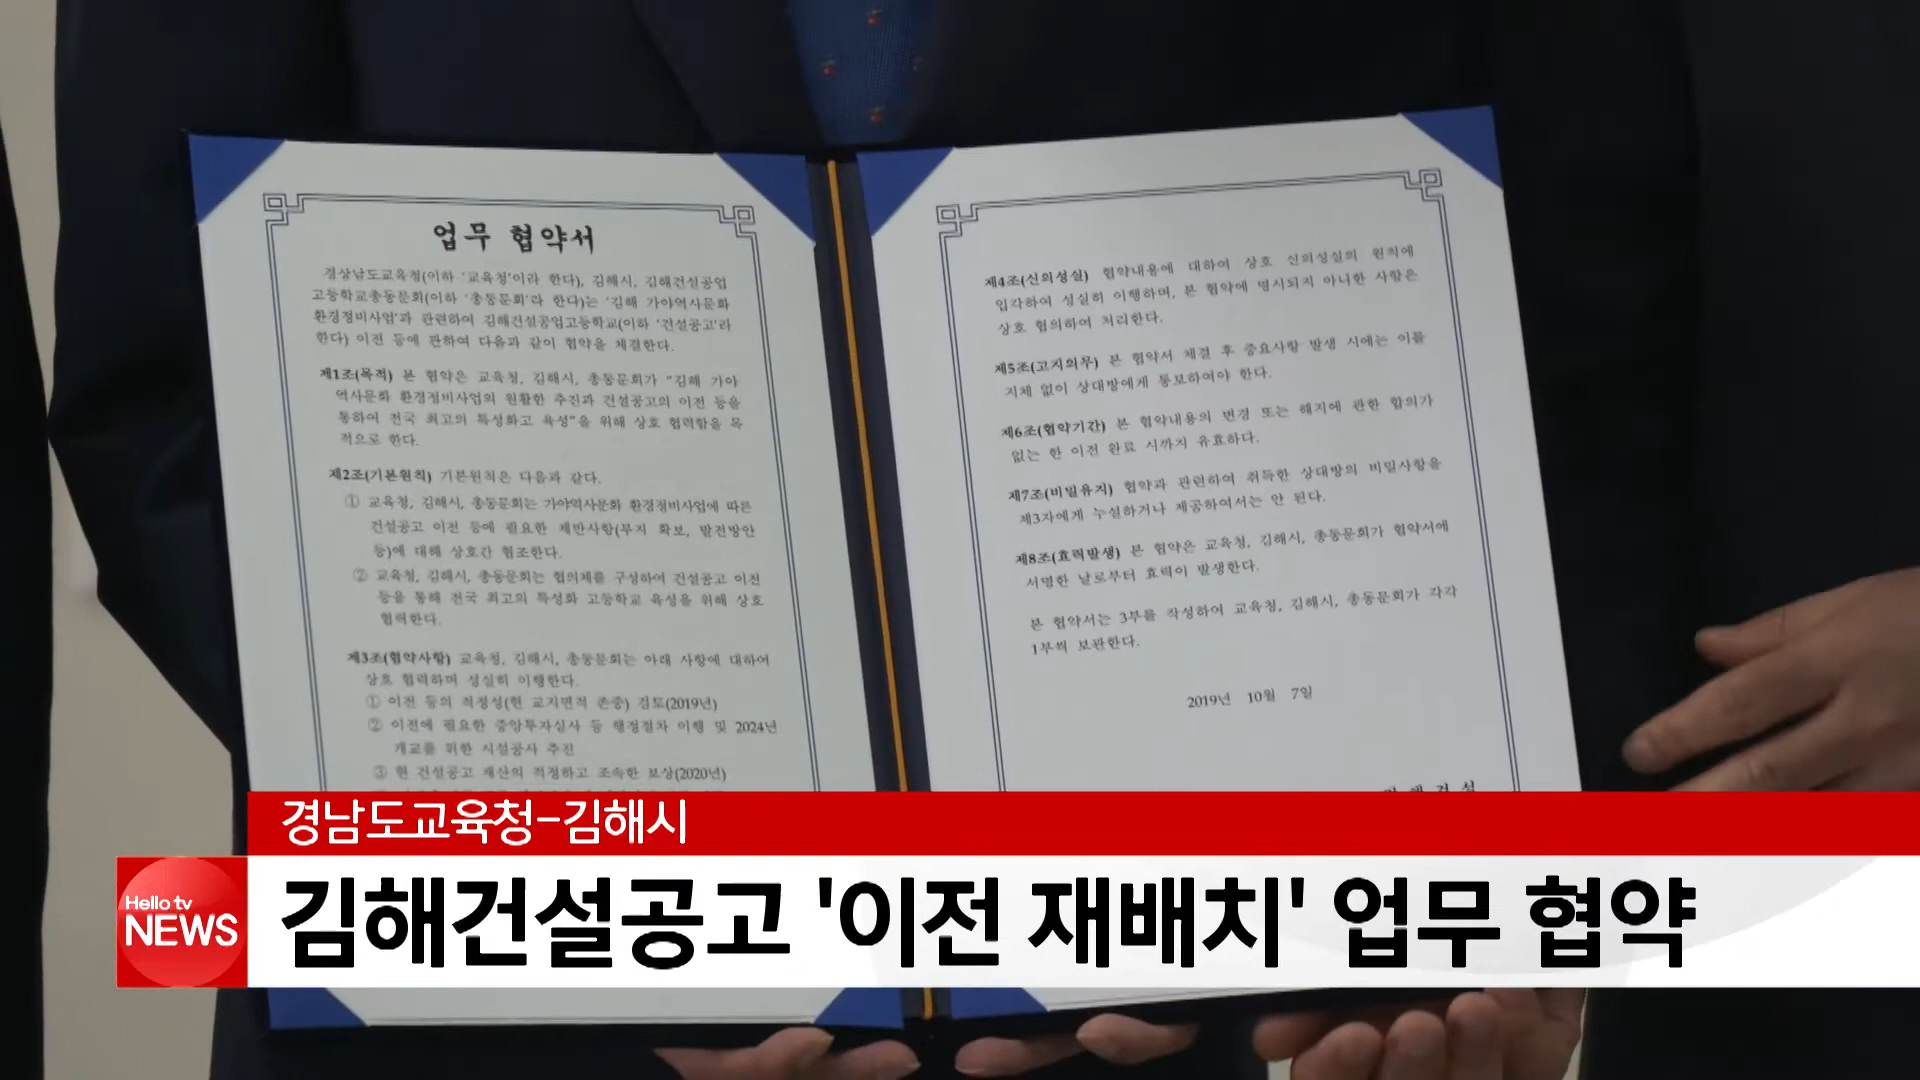 업무 협약서
경상남도교육청(이하 '교육청'이라 한다), 김해시, 김해건설공업
고등학교총동문회(이하 '총동문회'라 한다)는 '김해 가야역사문화
환경정비사업'과 관련하여 김해건설공업고등학교(이하 '건설공고'라
한다) 이전 등에 관하여 다음과 같이 협약을 체결한다.
제1조(목적) 본 협약은 교육청, 김해시, 총동문회가 "김해 가야
역사문화 환경정비사업의 원활한 추진과 건설공고의 이전 등을
통하여 전국 최고의 특성화고 육성"을 위해 상호 협력함을 목
적으로 한다.
제2조(기본원칙) 기본원칙은 다음과 같다.
① 교육청, 김해시, 총동문회는 가야역사문화 환경정비사업에 따른
건설공고 이전 등에 필요한 제반사항(부지 확보, 발전방안
등)에 대해 상호간 협조한다.
② 교육청, 김해시, 총동문회는 협의체를 구성하여 건설공고 이전
등을 통해 전국 최고의 특성화 고등학교 육성을 위해 상호
협력한다.
제3조(협약사항) 교육청, 김해시, 총동문회는 아래 사항에 대하여
상호 협력하며 성실히 이행한다.
① 이전 등의 적정성(현 교지면적 존중) 검토(2019년)
② 이전에 필요한 중앙투자심사 등 행정절차 이행 및 2024년
개교를 위한 시설공사 추진
③ 현 건설공고 재산의 적정하고 조속한 보상(2020년)
제4조(신의성실) 협약내용에 대하여 상호 신의성실의 원칙에
입각하여 성실히 이행하며, 본 협약에 명시되지 아니한 사항은
상호 협의하여 처리한다.
제5조(고지의무) 본 협약서 체결 후 중요사항 발생 시에는 이를
지체 없이 상대방에게 통보하여야 한다.
제6조(협약기간) 본 협약내용의 변경 또는 해지에 관한 합의가
없는 한 이전 완료 시까지 유효하다.
제7조(비밀유지) 협약과 관련하여 취득한 상대방의 비밀사항을
제3자에게 누설하거나 제공하여서는 안 된다.
제8조(효력발생) 본 협약은 교육청, 김해시, 총동문회가 협약서에
서명한 날로부터 효력이 발생한다.
본 협약서는 3부를 작성하여 교육청, 김해시, 총동문회가 각각
1부씩 보관한다.
2019년 10월 7일
경남도교육청-김해시
Hello tv
NEWS
김해건설공고 '이전 재배치' 업무 협약